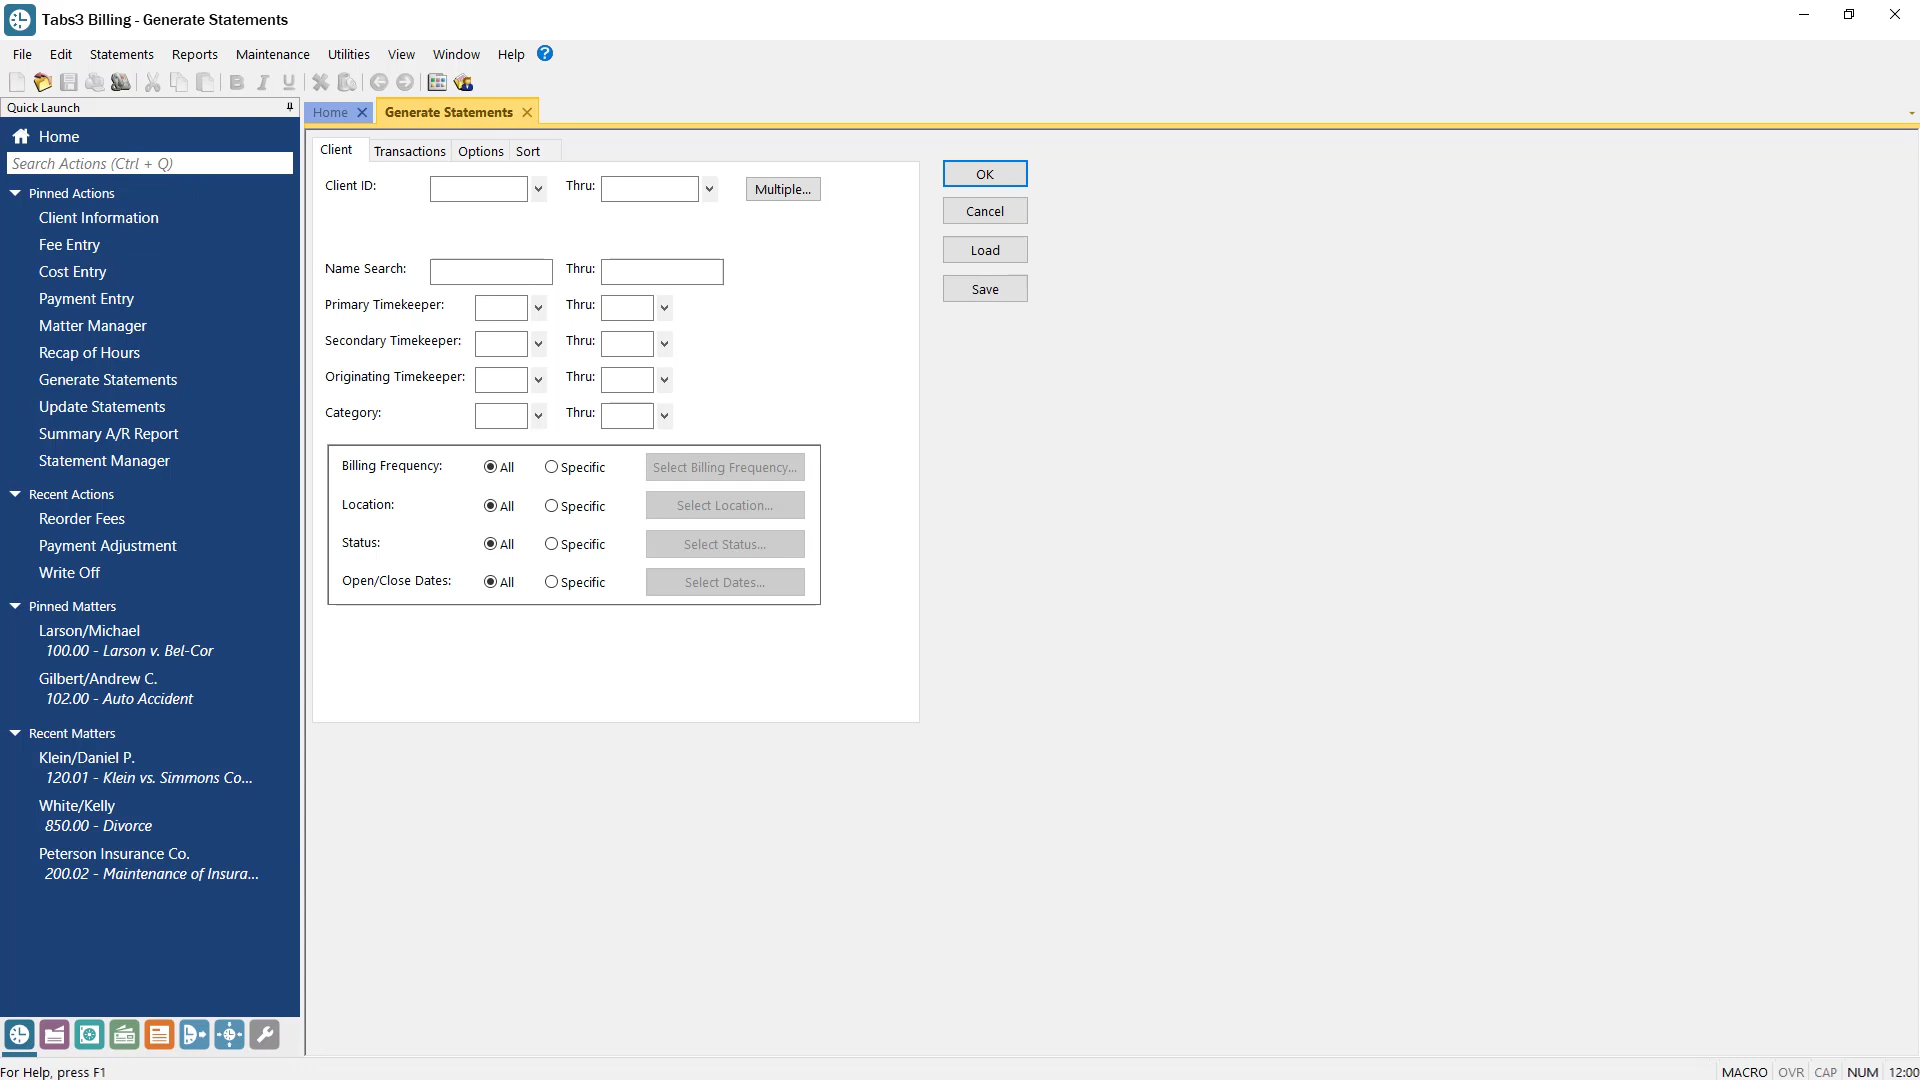 Tabs3 Billing - Generate Statements
File Edit Statements Reports Maintenance Utilities View Window Help ?
B I U
Quick Launch
Home Generate Statements
Home
Search Actions (Ctrl + Q)
Pinned Actions
Client Information
Fee Entry
Cost Entry
Payment Entry
Matter Manager
Recap of Hours
Generate Statements
Update Statements
Summary A/R Report
Statement Manager
Recent Actions
Reorder Fees
Payment Adjustment
Write Off
Pinned Matters
Larson/Michael
100.00 - Larson v. Bel-Cor
Gilbert/Andrew C.
102.00 - Auto Accident
Recent Matters
Klein/Daniel P.
120.01 - Klein vs. Simmons Co...
White/Kelly
850.00 - Divorce
Peterson Insurance Co.
200.02 - Maintenance of Insura...
Client Transactions Options Sort
Client ID: Thru: Multiple...
Name Search: Thru:
Primary Timekeeper: Thru:
Secondary Timekeeper: Thru:
Originating Timekeeper: Thru:
Category: Thru:
Billing Frequency: All Specific Select Billing Frequency...
Location: All Specific Select Location...
Status: All Specific Select Status...
Open/Close Dates: All Specific Select Dates...
OK
Cancel
Load
Save
For Help, press F1
MACRO OVR CAP NUM 12:00